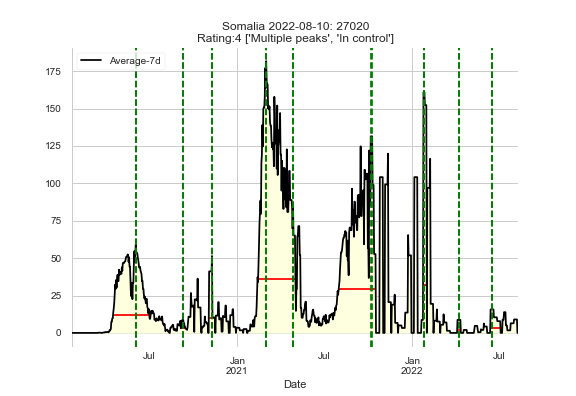 Somalia 2022-08-10: 27020
Rating:4 ['Multiple peaks', 'In control']
Average-7d
175
150
125
100
75
50
25
0
Jul
Jan
2021
Jul
Jan
2022
Jul
Date